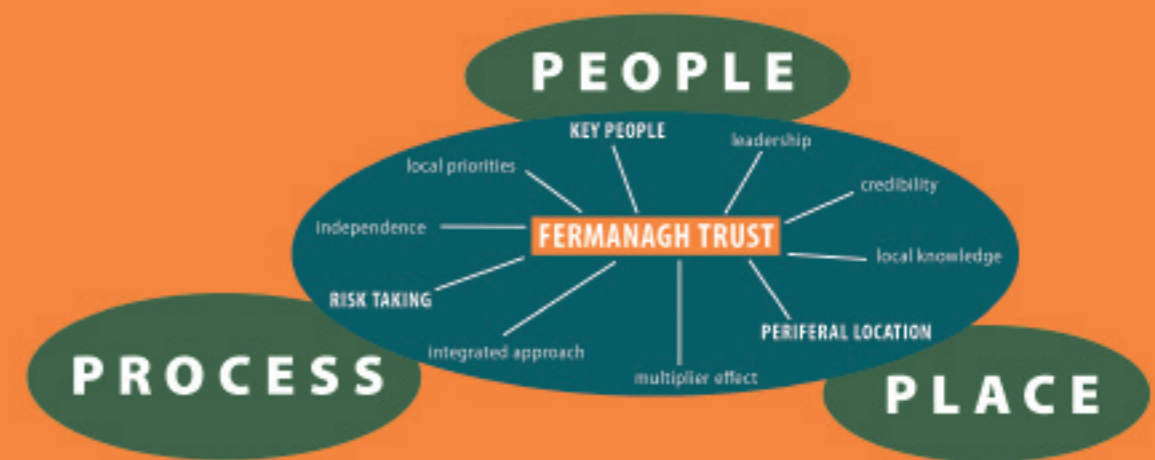 PEOPLE
KEY PEOPLE
leadership
local priorities
credibility
independence
FERMANAGH TRUST
local knowledge
RISK TAKING
PERIFERAL LOCATION
integrated approach
multiplier effect
PROCESS
PLACE